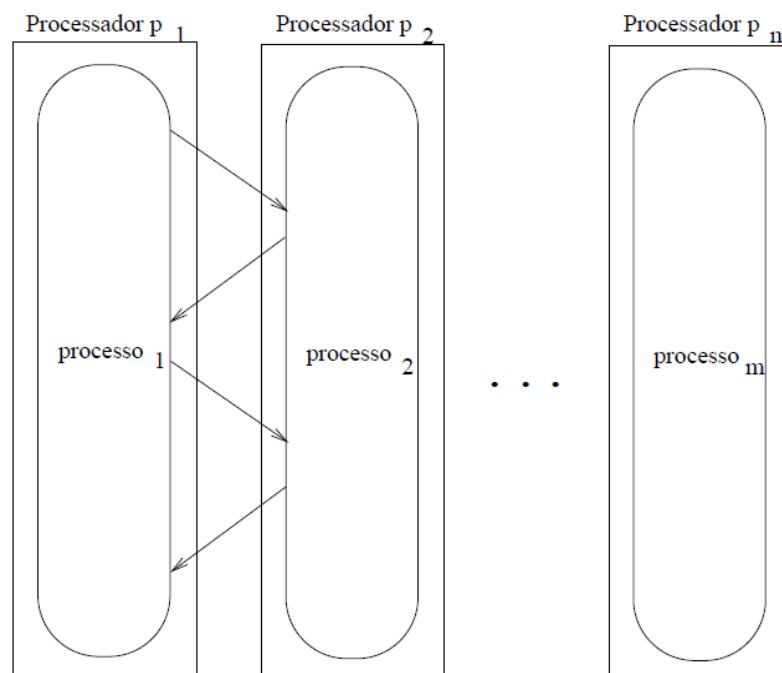 Processador p 1
Processador p 2
Processador p m
processo 1
processo 2
. . .
processo m